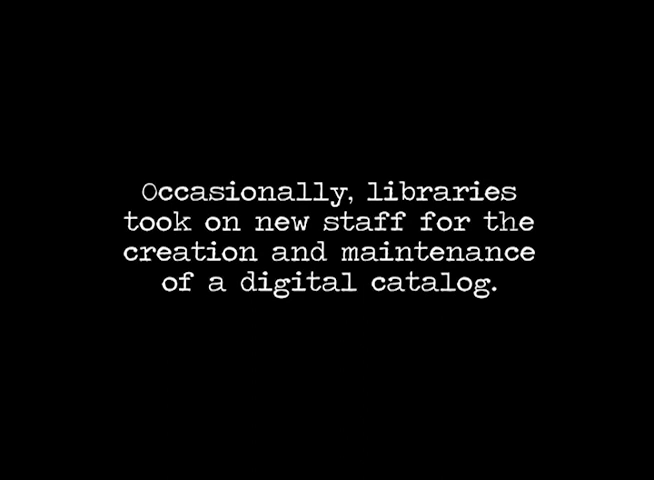 Occasionally, libraries
took on new staff for the
creation and maintenance
of a digital catalog.